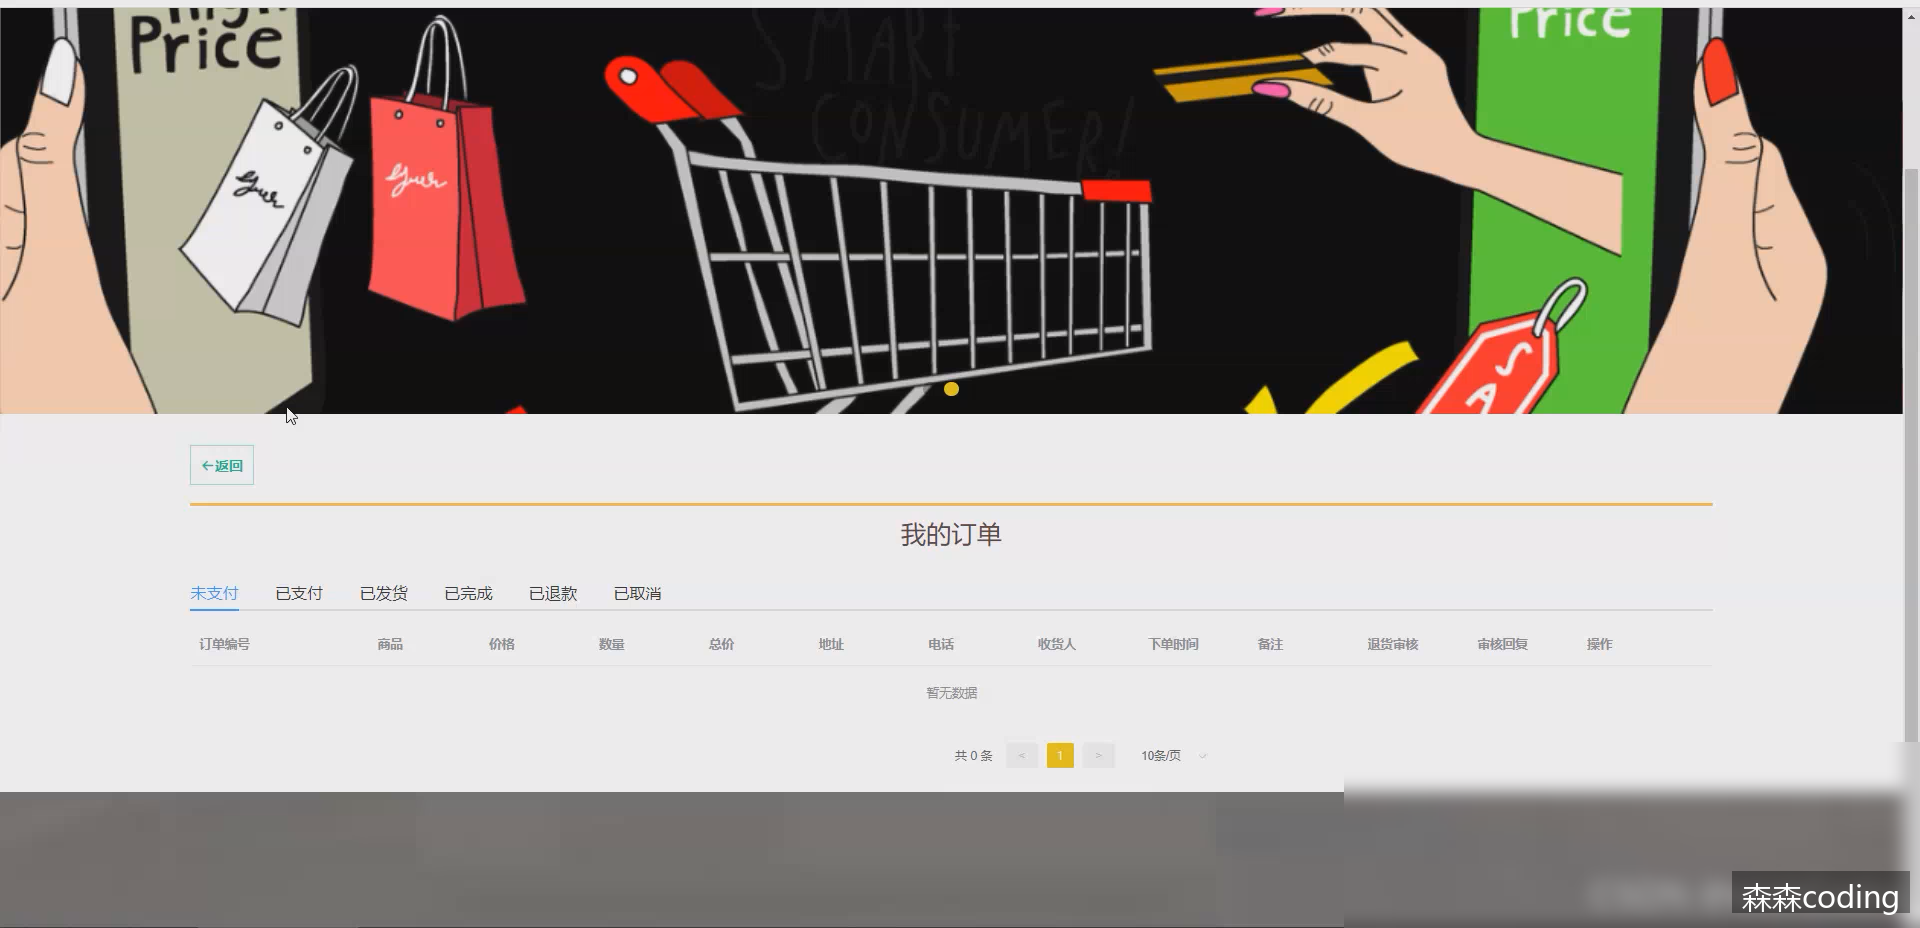 High
Price
Price
SMART
CONSUMER!
SA
←返回
我的订单
未支付 已支付 已发货 已完成 已退款 已取消
订单编号 商品 价格 数量 总价 地址 电话 收货人 下单时间 备注 退货审核 审核回复 操作
暂无数据
共 0 条 < 1 > 10条/页
森森coding